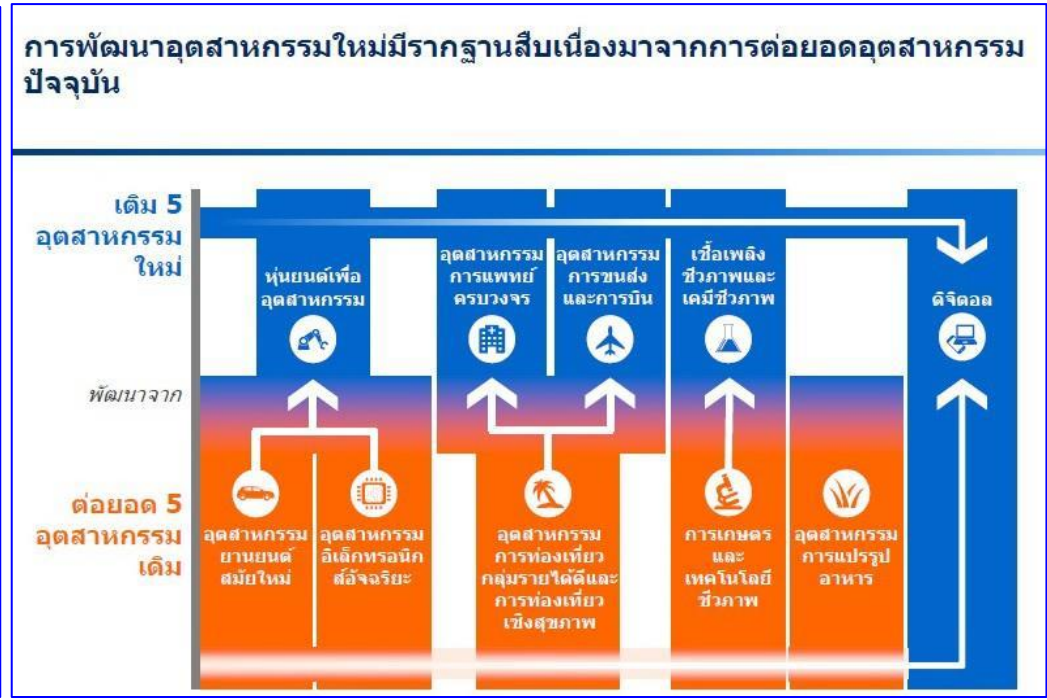 การพัฒนาอุตสาหกรรมใหม่มีรากฐานสืบเนื่องมาจากการต่อยอดอุตสาหกรรม
ปัจจุบัน
เติม 5
อุตสาหกรรม
ใหม่
หุ่นยนต์เพื่อ
อุตสาหกรรม
อุตสาหกรรม
การแพทย์
ครบวงจร
อุตสาหกรรม
การขนส่ง
และการบิน
เชื้อเพลิง
ชีวภาพและ
เคมีชีวภาพ
ดิจิตอล
พัฒนาจาก
ต่อยอด 5
อุตสาหกรรม
เดิม
อุตสาหกรรม
ยานยนต์
สมัยใหม่
อุตสาหกรรม
อิเล็กทรอนิก
ส์อัจฉริยะ
อุตสาหกรรม
การท่องเที่ยว
กลุ่มรายได้ดีและ
การท่องเที่ยว
เชิงสุขภาพ
การเกษตร
และ
เทคโนโลยี
ชีวภาพ
อุตสาหกรรม
การแปรรูป
อาหาร